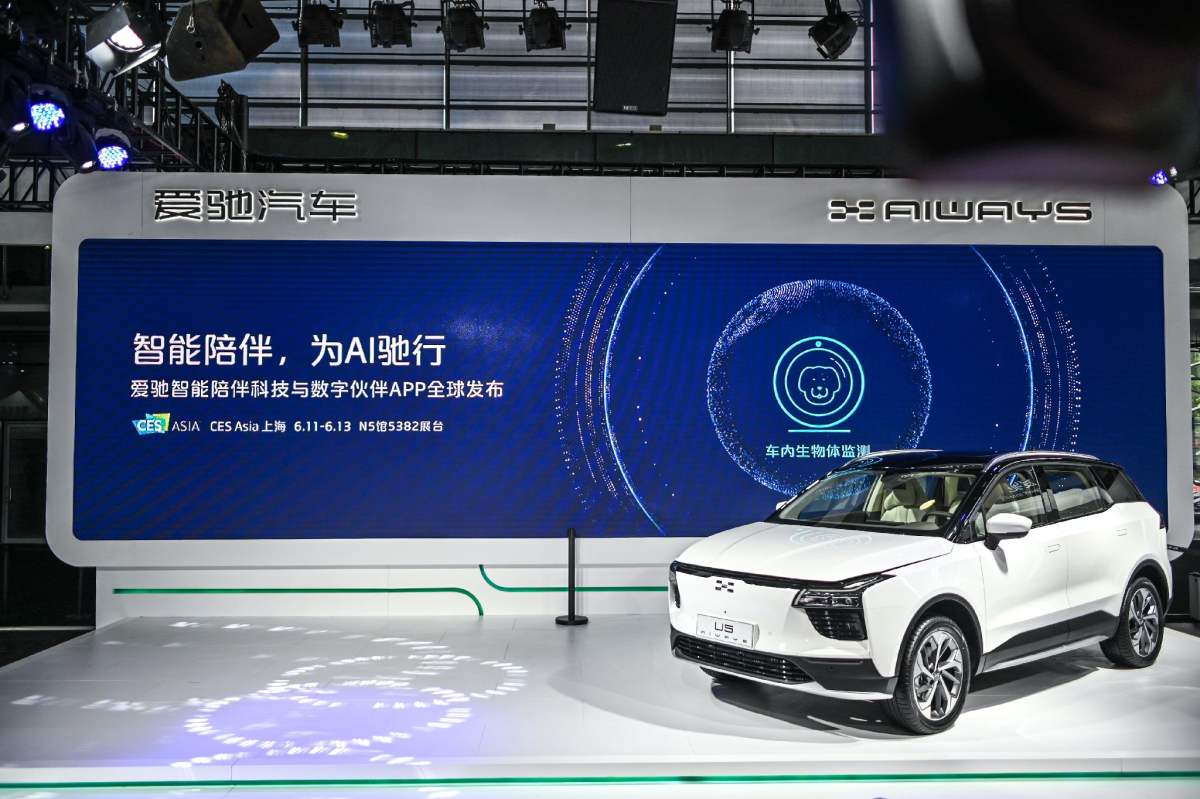 爱驰汽车
AIWAYS
智能陪伴，为AI驰行
爱驰智能陪伴科技与数字伙伴APP全球发布
CES ASIA CES Asia 上海 6.11-6.13 N5馆5382展台
车内生物体监测
U5
AIWAYS